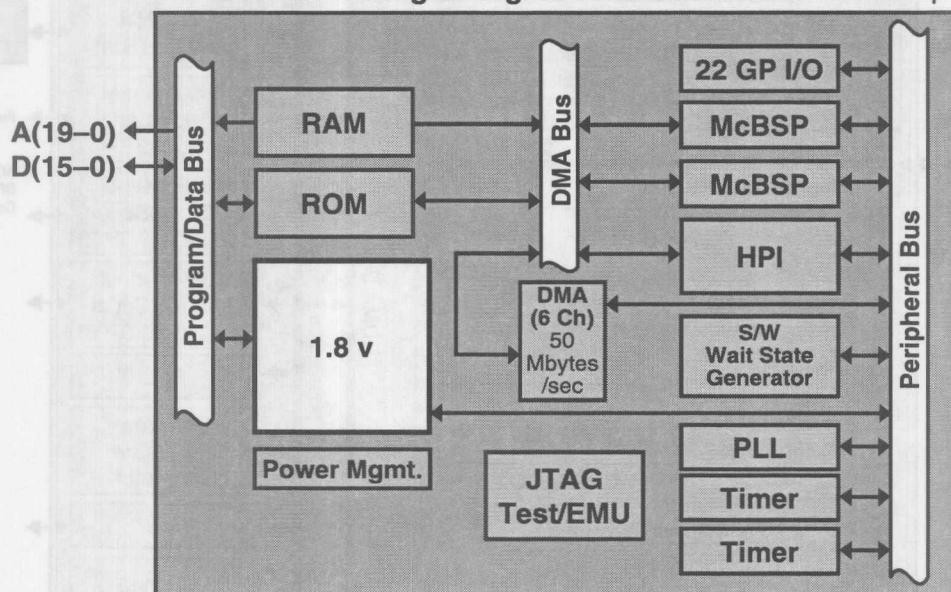 A(19–0)
D(15–0)
Program/Data Bus
RAM
ROM
1.8 v
Power Mgmt.
DMA Bus
DMA
(6 Ch)
50
Mbytes
/sec
JTAG
Test/EMU
22 GP I/O
McBSP
McBSP
HPI
S/W
Wait State
Generator
PLL
Timer
Timer
Peripheral Bus